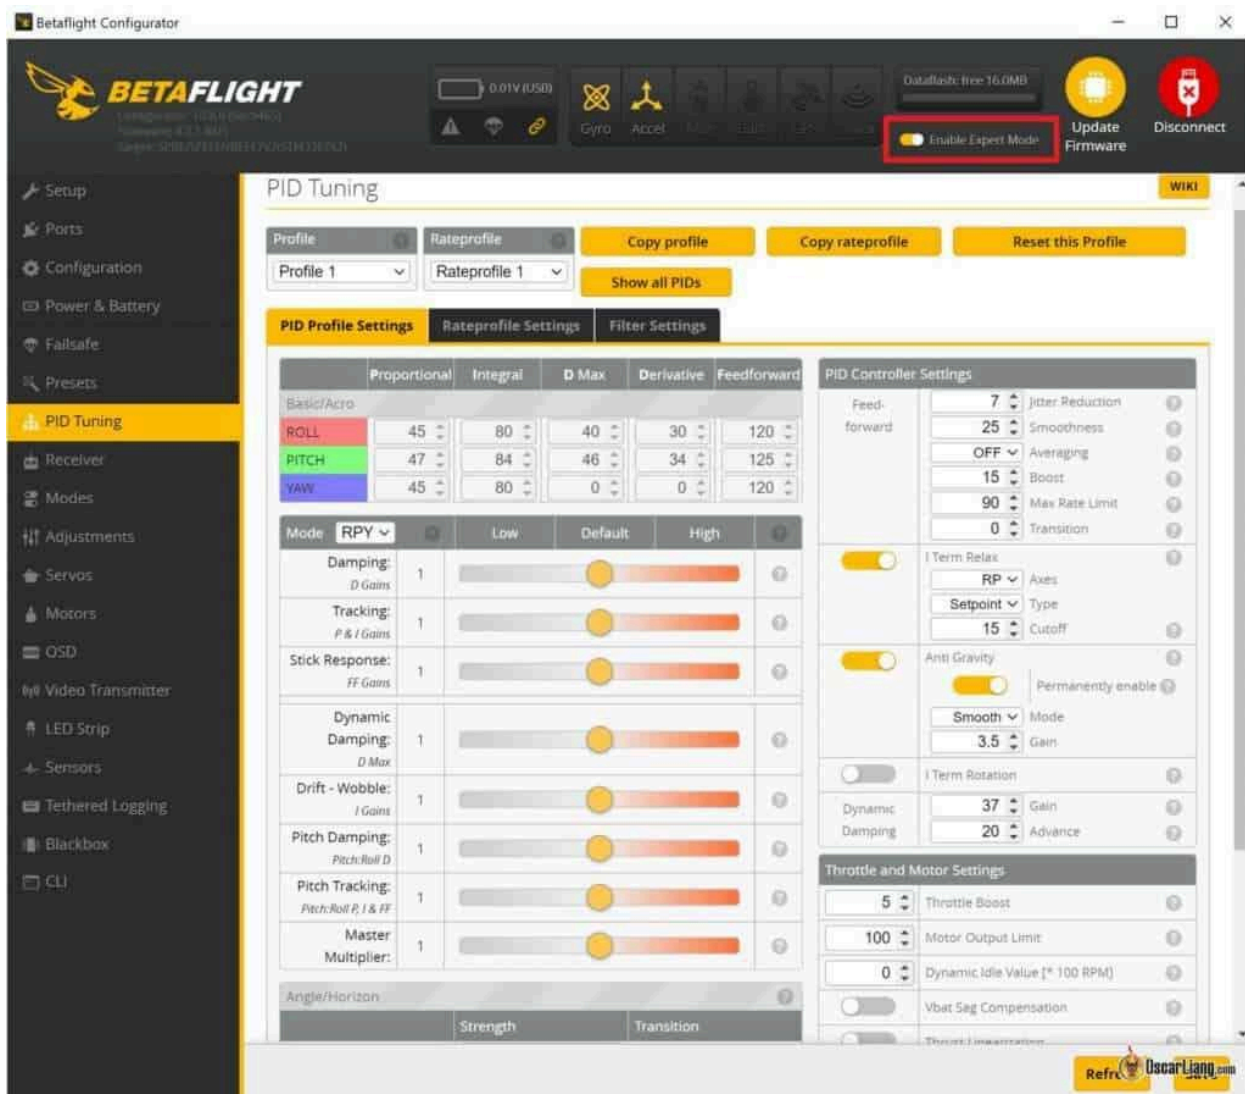 Betaflight Configurator
BETAFLIGHT
0.01V (USB)
Gyro
Accel
Dataflash: free 16.0MB
Enable Expert Mode
Update
Firmware
Disconnect
Setup
Ports
Configuration
Power & Battery
Failsafe
Presets
PID Tuning
Receiver
Modes
Adjustments
Servos
Motors
OSD
Video Transmitter
LED Strip
Sensors
Tethered Logging
Blackbox
CLI
PID Tuning
WIKI
Profile
Rateprofile
Profile 1
Rateprofile 1
Copy profile
Copy rateprofile
Reset this Profile
Show all PIDs
PID Profile Settings
Rateprofile Settings
Filter Settings
Proportional Integral D Max Derivative Feedforward
Basic/Acro
ROLL 45 80 40 30 120
PITCH 47 84 46 34 125
YAW 45 80 0 0 120
Mode RPY Low Default High
Damping: 1
D Gains
Tracking: 1
P & I Gains
Stick Response: 1
FF Gains
Dynamic
Damping: 1
D Max
Drift - Wobble: 1
I Gains
Pitch Damping: 1
Pitch:Roll D
Pitch Tracking: 1
Pitch:Roll P, I & FF
Master
Multiplier: 1
Angle/Horizon
Strength Transition
PID Controller Settings
Feed-
forward
7 Jitter Reduction
25 Smoothness
OFF Averaging
15 Boost
90 Max Rate Limit
0 Transition
I Term Relax
RP Axes
Setpoint Type
15 Cutoff
Anti Gravity
Permanently enable
Smooth Mode
3.5 Gain
I Term Rotation
Dynamic
Damping
37 Gain
20 Advance
Throttle and Motor Settings
5 Throttle Boost
100 Motor Output Limit
0 Dynamic Idle Value [* 100 RPM]
Vbat Sag Compensation
Thrust Linearization
OscarLiang.com